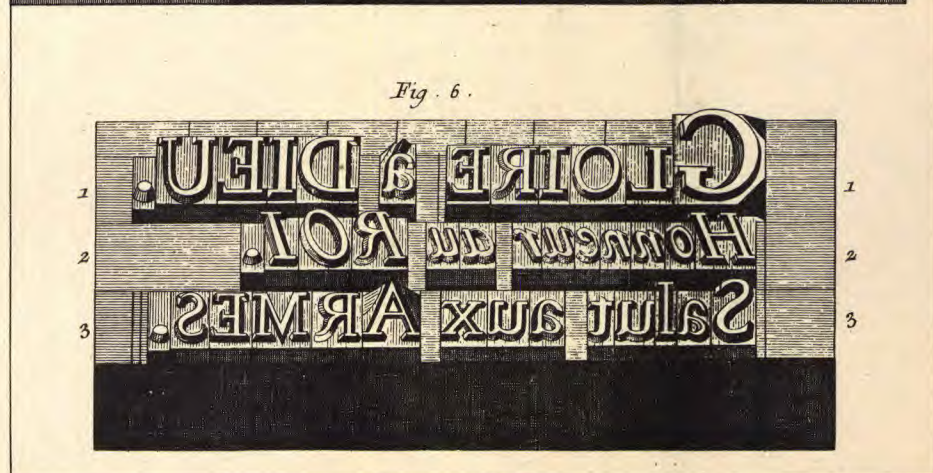 Fig. 6.
1 GLOIRE à DIEU. 1
2 Honneur au ROI. 2
3 Salut aux ARMES. 3